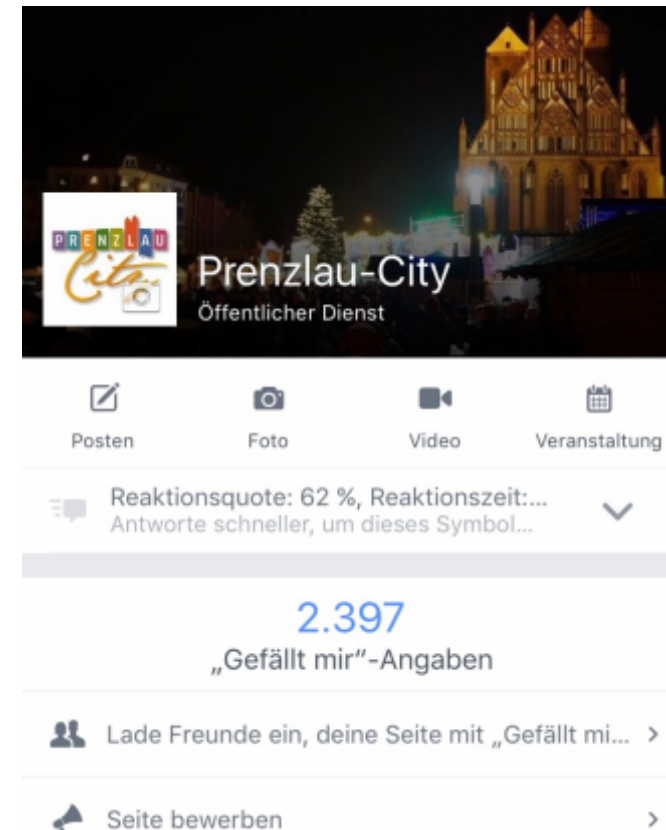 PRENZLAU
City
Prenzlau-City
Öffentlicher Dienst
Posten
Foto
Video
Veranstaltung
Reaktionsquote: 62 %, Reaktionszeit:...
Antworte schneller, um dieses Symbol...
2.397
„Gefällt mir"-Angaben
Lade Freunde ein, deine Seite mit „Gefällt mi...
Seite bewerben